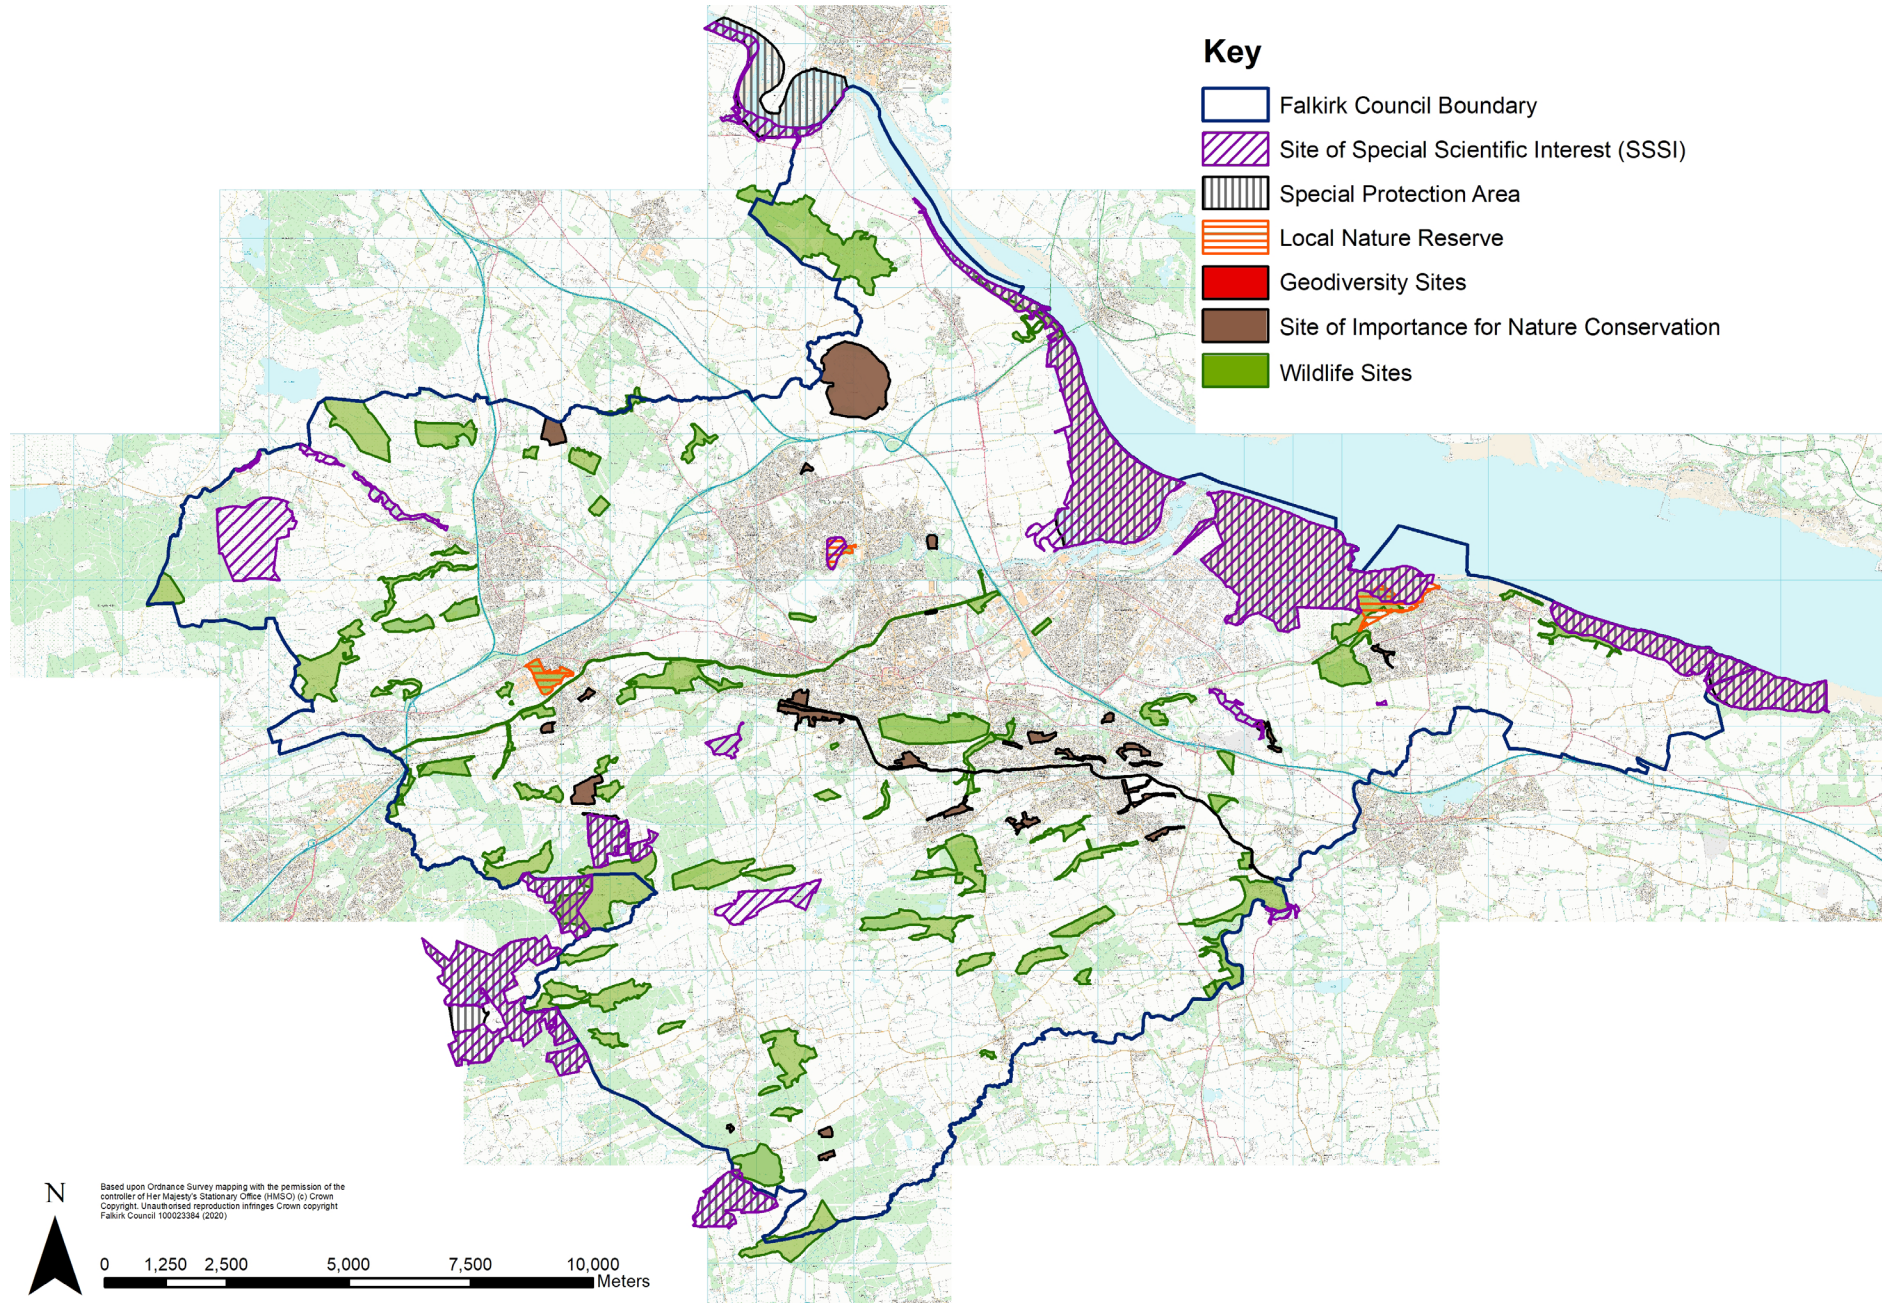 Key
Falkirk Council Boundary
Site of Special Scientific Interest (SSSI)
Special Protection Area
Local Nature Reserve
Geodiversity Sites
Site of Importance for Nature Conservation
Wildlife Sites
N
Based upon Ordnance Survey mapping with the permission of the
controller of Her Majesty's Stationary Office (HMSO) (c) Crown
Copyright. Unauthorised reproduction infringes Crown copyright
Falkirk Council 100023384 (2020)
0 1,250 2,500 5,000 7,500 10,000
Meters